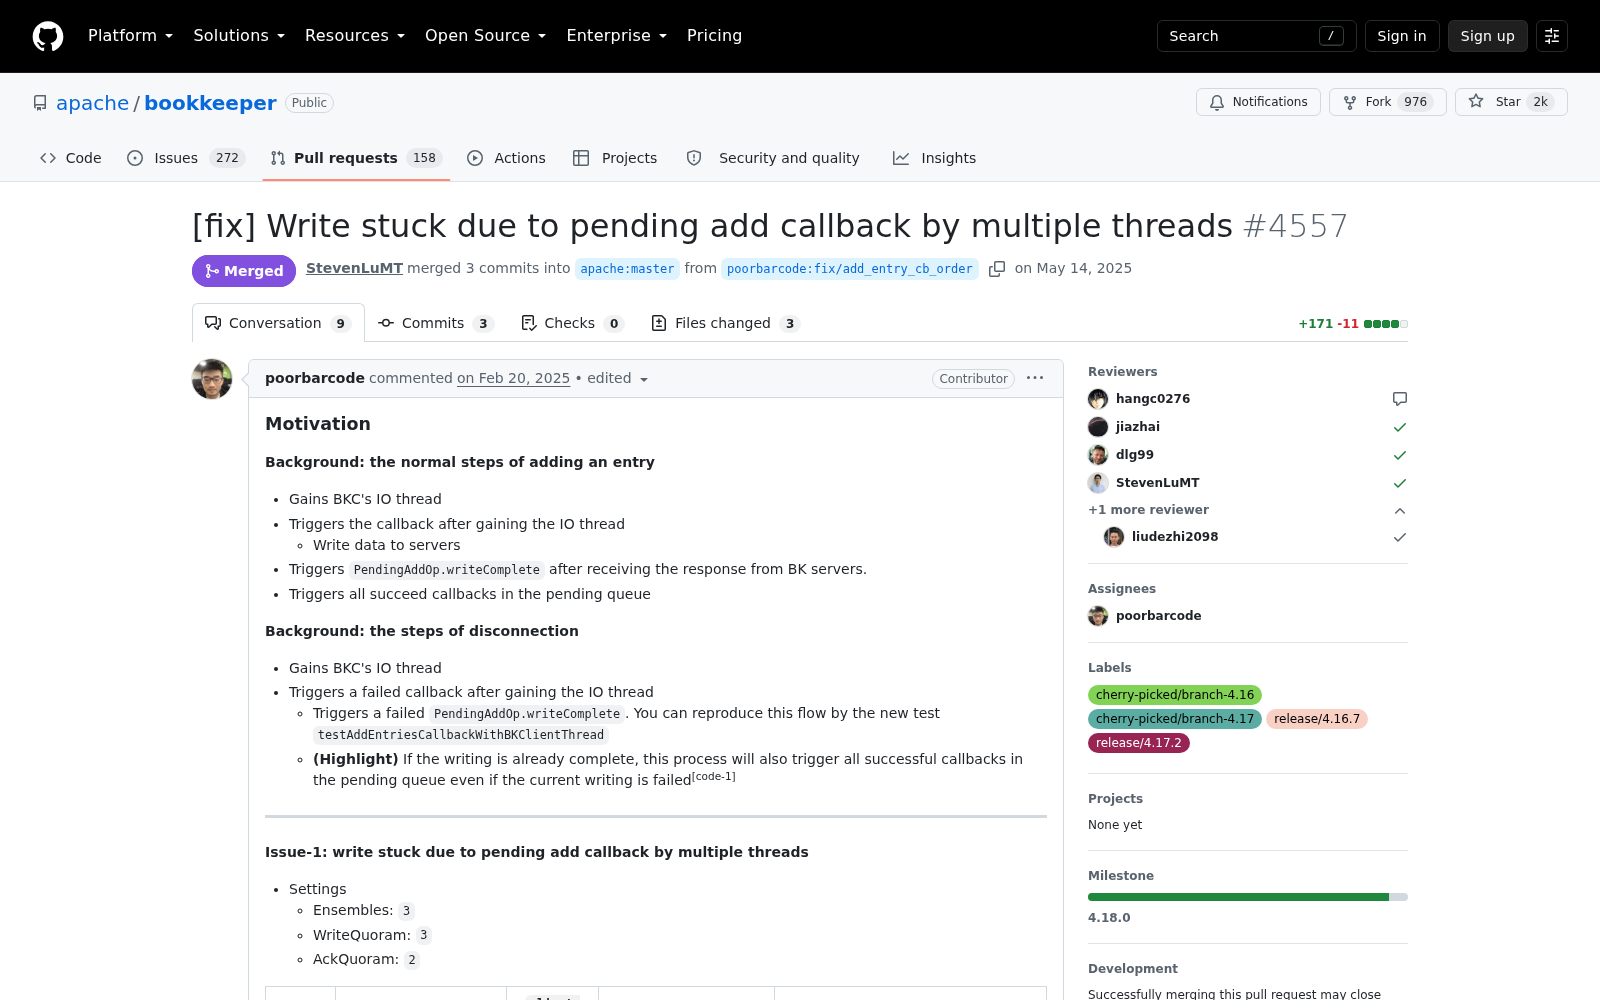 Platform Solutions Resources Open Source Enterprise Pricing Search / Sign in Sign up
apache / bookkeeper Public Notifications Fork 976 Star 2k
Code Issues 272 Pull requests 158 Actions Projects Security and quality Insights
[fix] Write stuck due to pending add callback by multiple threads #4557
Merged StevenLuMT merged 3 commits into apache:master from poorbarcode:fix/add_entry_cb_order on May 14, 2025
Conversation 9 Commits 3 Checks 0 Files changed 3 +171 -11
poorbarcode commented on Feb 20, 2025 • edited Contributor
Motivation
Background: the normal steps of adding an entry
• Gains BKC's IO thread
• Triggers the callback after gaining the IO thread
◦ Write data to servers
• Triggers PendingAddOp.writeComplete after receiving the response from BK servers.
• Triggers all succeed callbacks in the pending queue
Background: the steps of disconnection
• Gains BKC's IO thread
• Triggers a failed callback after gaining the IO thread
◦ Triggers a failed PendingAddOp.writeComplete. You can reproduce this flow by the new test
testAddEntriesCallbackWithBKClientThread
◦ (Highlight) If the writing is already complete, this process will also trigger all successful callbacks in
the pending queue even if the current writing is failed[code-1]
Issue-1: write stuck due to pending add callback by multiple threads
• Settings
◦ Ensembles: 3
◦ WriteQuoram: 3
◦ AckQuoram: 2
Reviewers
hangc0276
jiazhai
dlg99
StevenLuMT
+1 more reviewer
liudezhi2098
Assignees
poorbarcode
Labels
cherry-picked/branch-4.16
cherry-picked/branch-4.17 release/4.16.7
release/4.17.2
Projects
None yet
Milestone
4.18.0
Development
Successfully merging this pull request may close